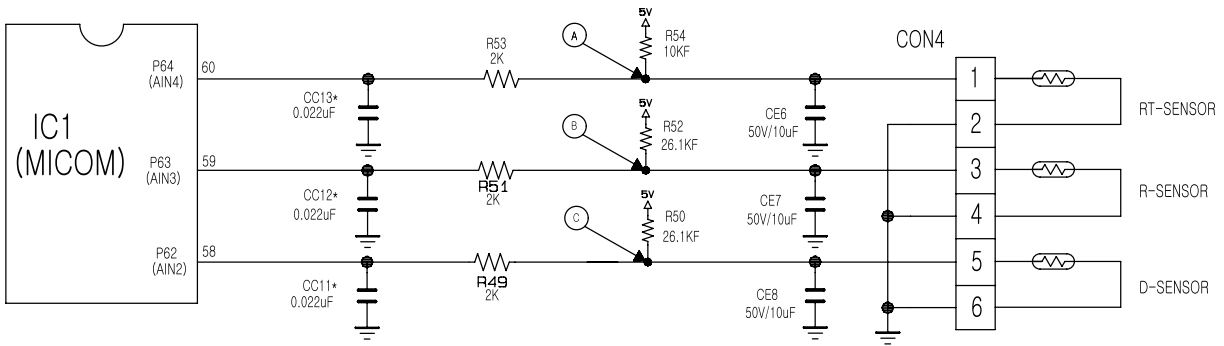 5V
R54
10KF
A
R53
2K
CON4
P64
(AIN4)
60
1
CC13*
0.022uF
5V
CE6
50V/10uF
RT-SENSOR
R52
26.1KF
B
2
IC1
(MICOM)
P63
(AIN3)
59
3
R51
2K
CC12*
0.022uF
5V
CE7
50V/10uF
R-SENSOR
R50
26.1KF
C
4
P62
(AIN2)
58
5
R49
2K
CC11*
0.022uF
CE8
50V/10uF
D-SENSOR
6